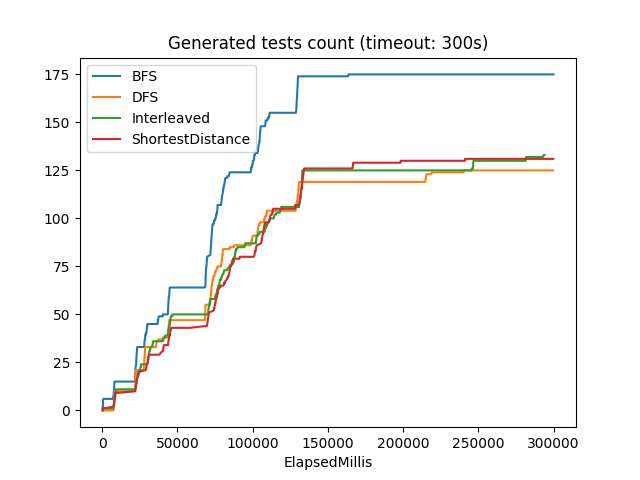 Generated tests count (timeout: 300s)
BFS
DFS
Interleaved
ShortestDistance
175
150
125
100
75
50
25
0
0 50000 100000 150000 200000 250000 300000
ElapsedMillis